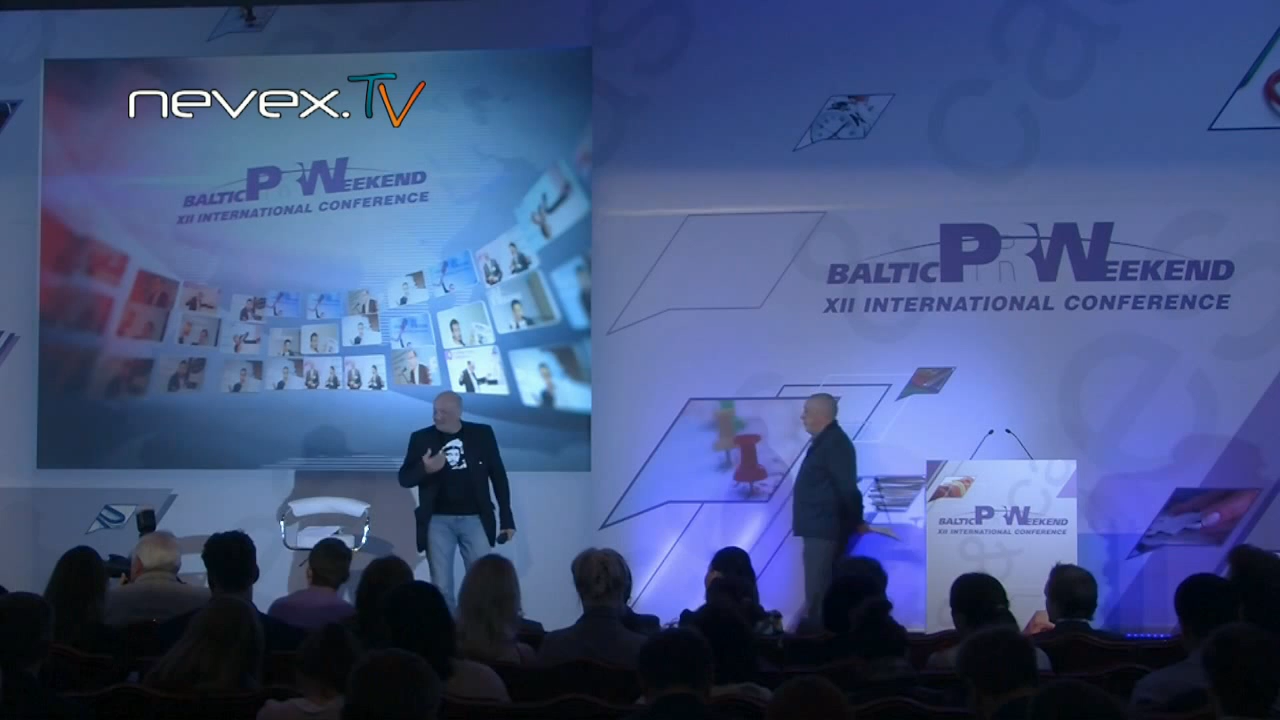 nevex.TV
BALTIC PR WEEKEND
XII INTERNATIONAL CONFERENCE
BALTIC PR WEEKEND
XII INTERNATIONAL CONFERENCE
BALTIC PR WEEKEND
XII INTERNATIONAL CONFERENCE